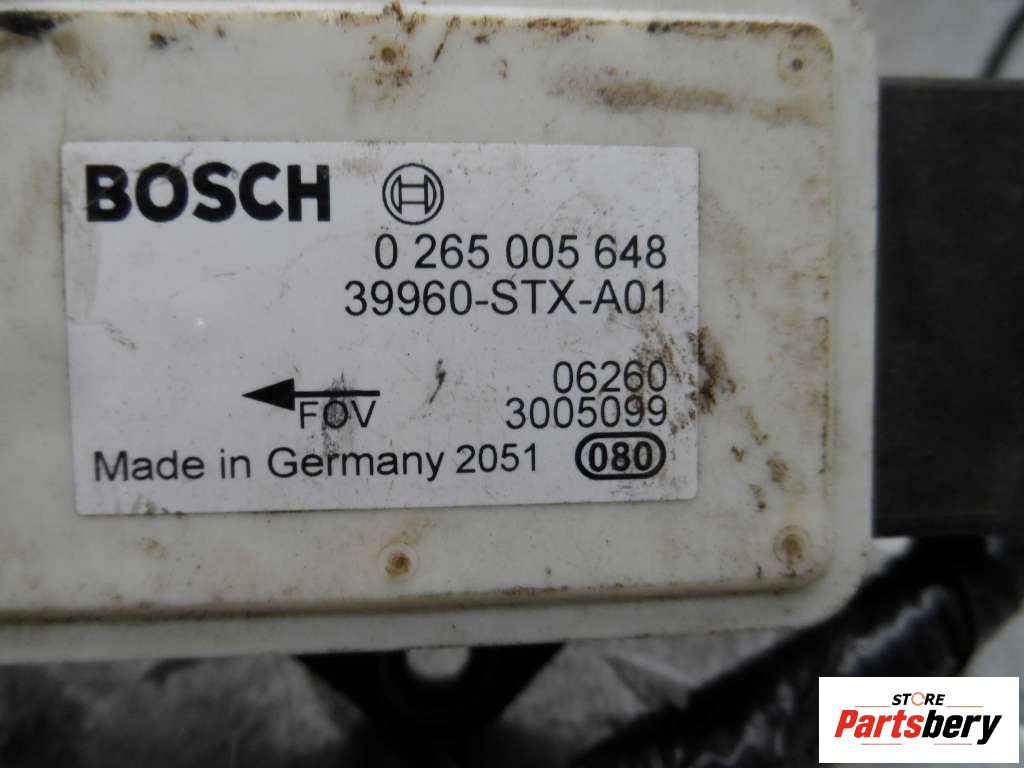 BOSCH
0 265 005 648
39960-STX-A01
06260
FOV 3005099
Made in Germany 2051 080
STORE
Partsbery